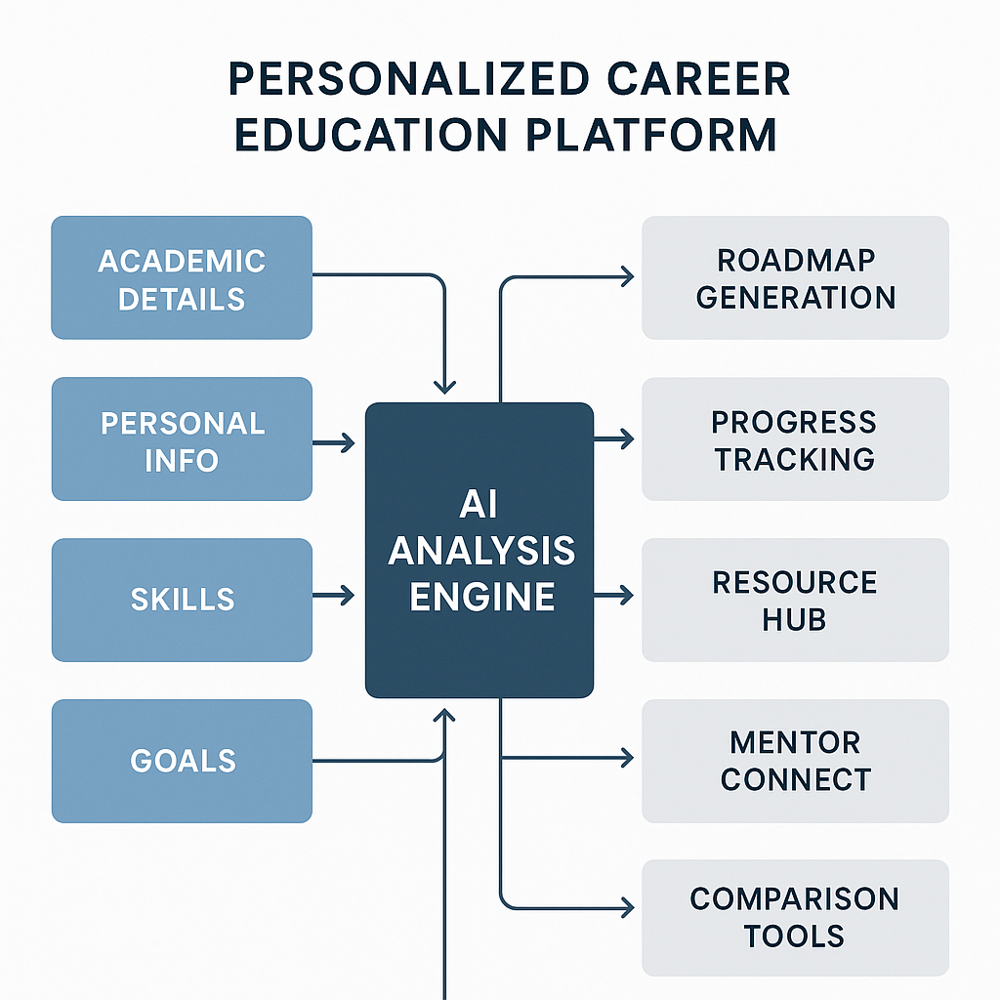 PERSONALIZED CAREER
EDUCATION PLATFORM
ACADEMIC
DETAILS
PERSONAL
INFO
SKILLS
GOALS
AI
ANALYSIS
ENGINE
ROADMAP
GENERATION
PROGRESS
TRACKING
RESOURCE
HUB
MENTOR
CONNECT
COMPARISON
TOOLS